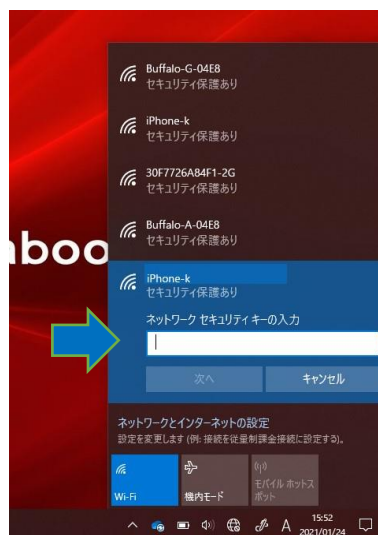 Buffalo-G-04E8
セキュリティ保護あり
iPhone-k
セキュリティ保護あり
30F7726A84F1-2G
セキュリティ保護あり
Buffalo-A-04E8
セキュリティ保護あり
iPhone-k
セキュリティ保護あり
ネットワーク セキュリティ キーの入力
次へ
キャンセル
ネットワークとインターネットの設定
設定を変更します (例: 接続を従量制課金接続に設定する)。
Wi-Fi
機内モード
モバイル ホットス
ポット
A
15:52
2021/01/24